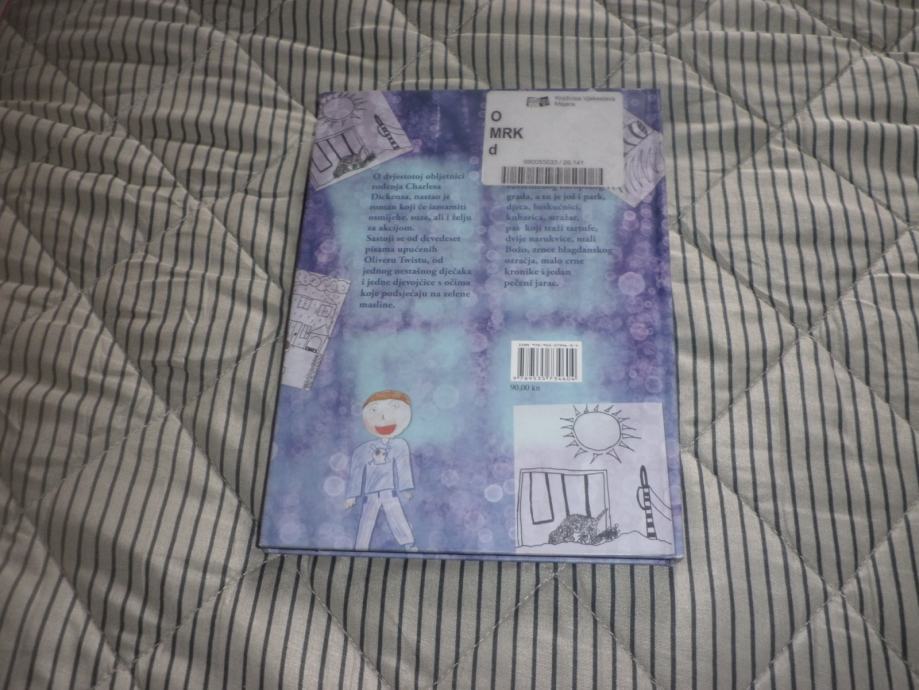 Knjižnica Vjekoslava
Majera
O
MRK
d
O dvjestotoj obljetnici
rođenja Charlesa
Dickensa, nastao je
roman koji će izmamiti
osmijehe, suze, ali i želju
za akcijom.
Sastoji se od devedeset
pisama upućenih
Oliveru Twistu, od
jednog nestašnog dječaka
i jedne djevojčice s očima
koje podsjećaju na zelene
masline.
grada, a tu je još i park,
djeca, beskućnici,
kuharica, stražar,
pas koji traži tartufe,
dvije narukvice, mali
Božo, zrnce blagdanskog
ozračja, malo crne
kronike i jedan
pečeni jarac.
90,00 kn